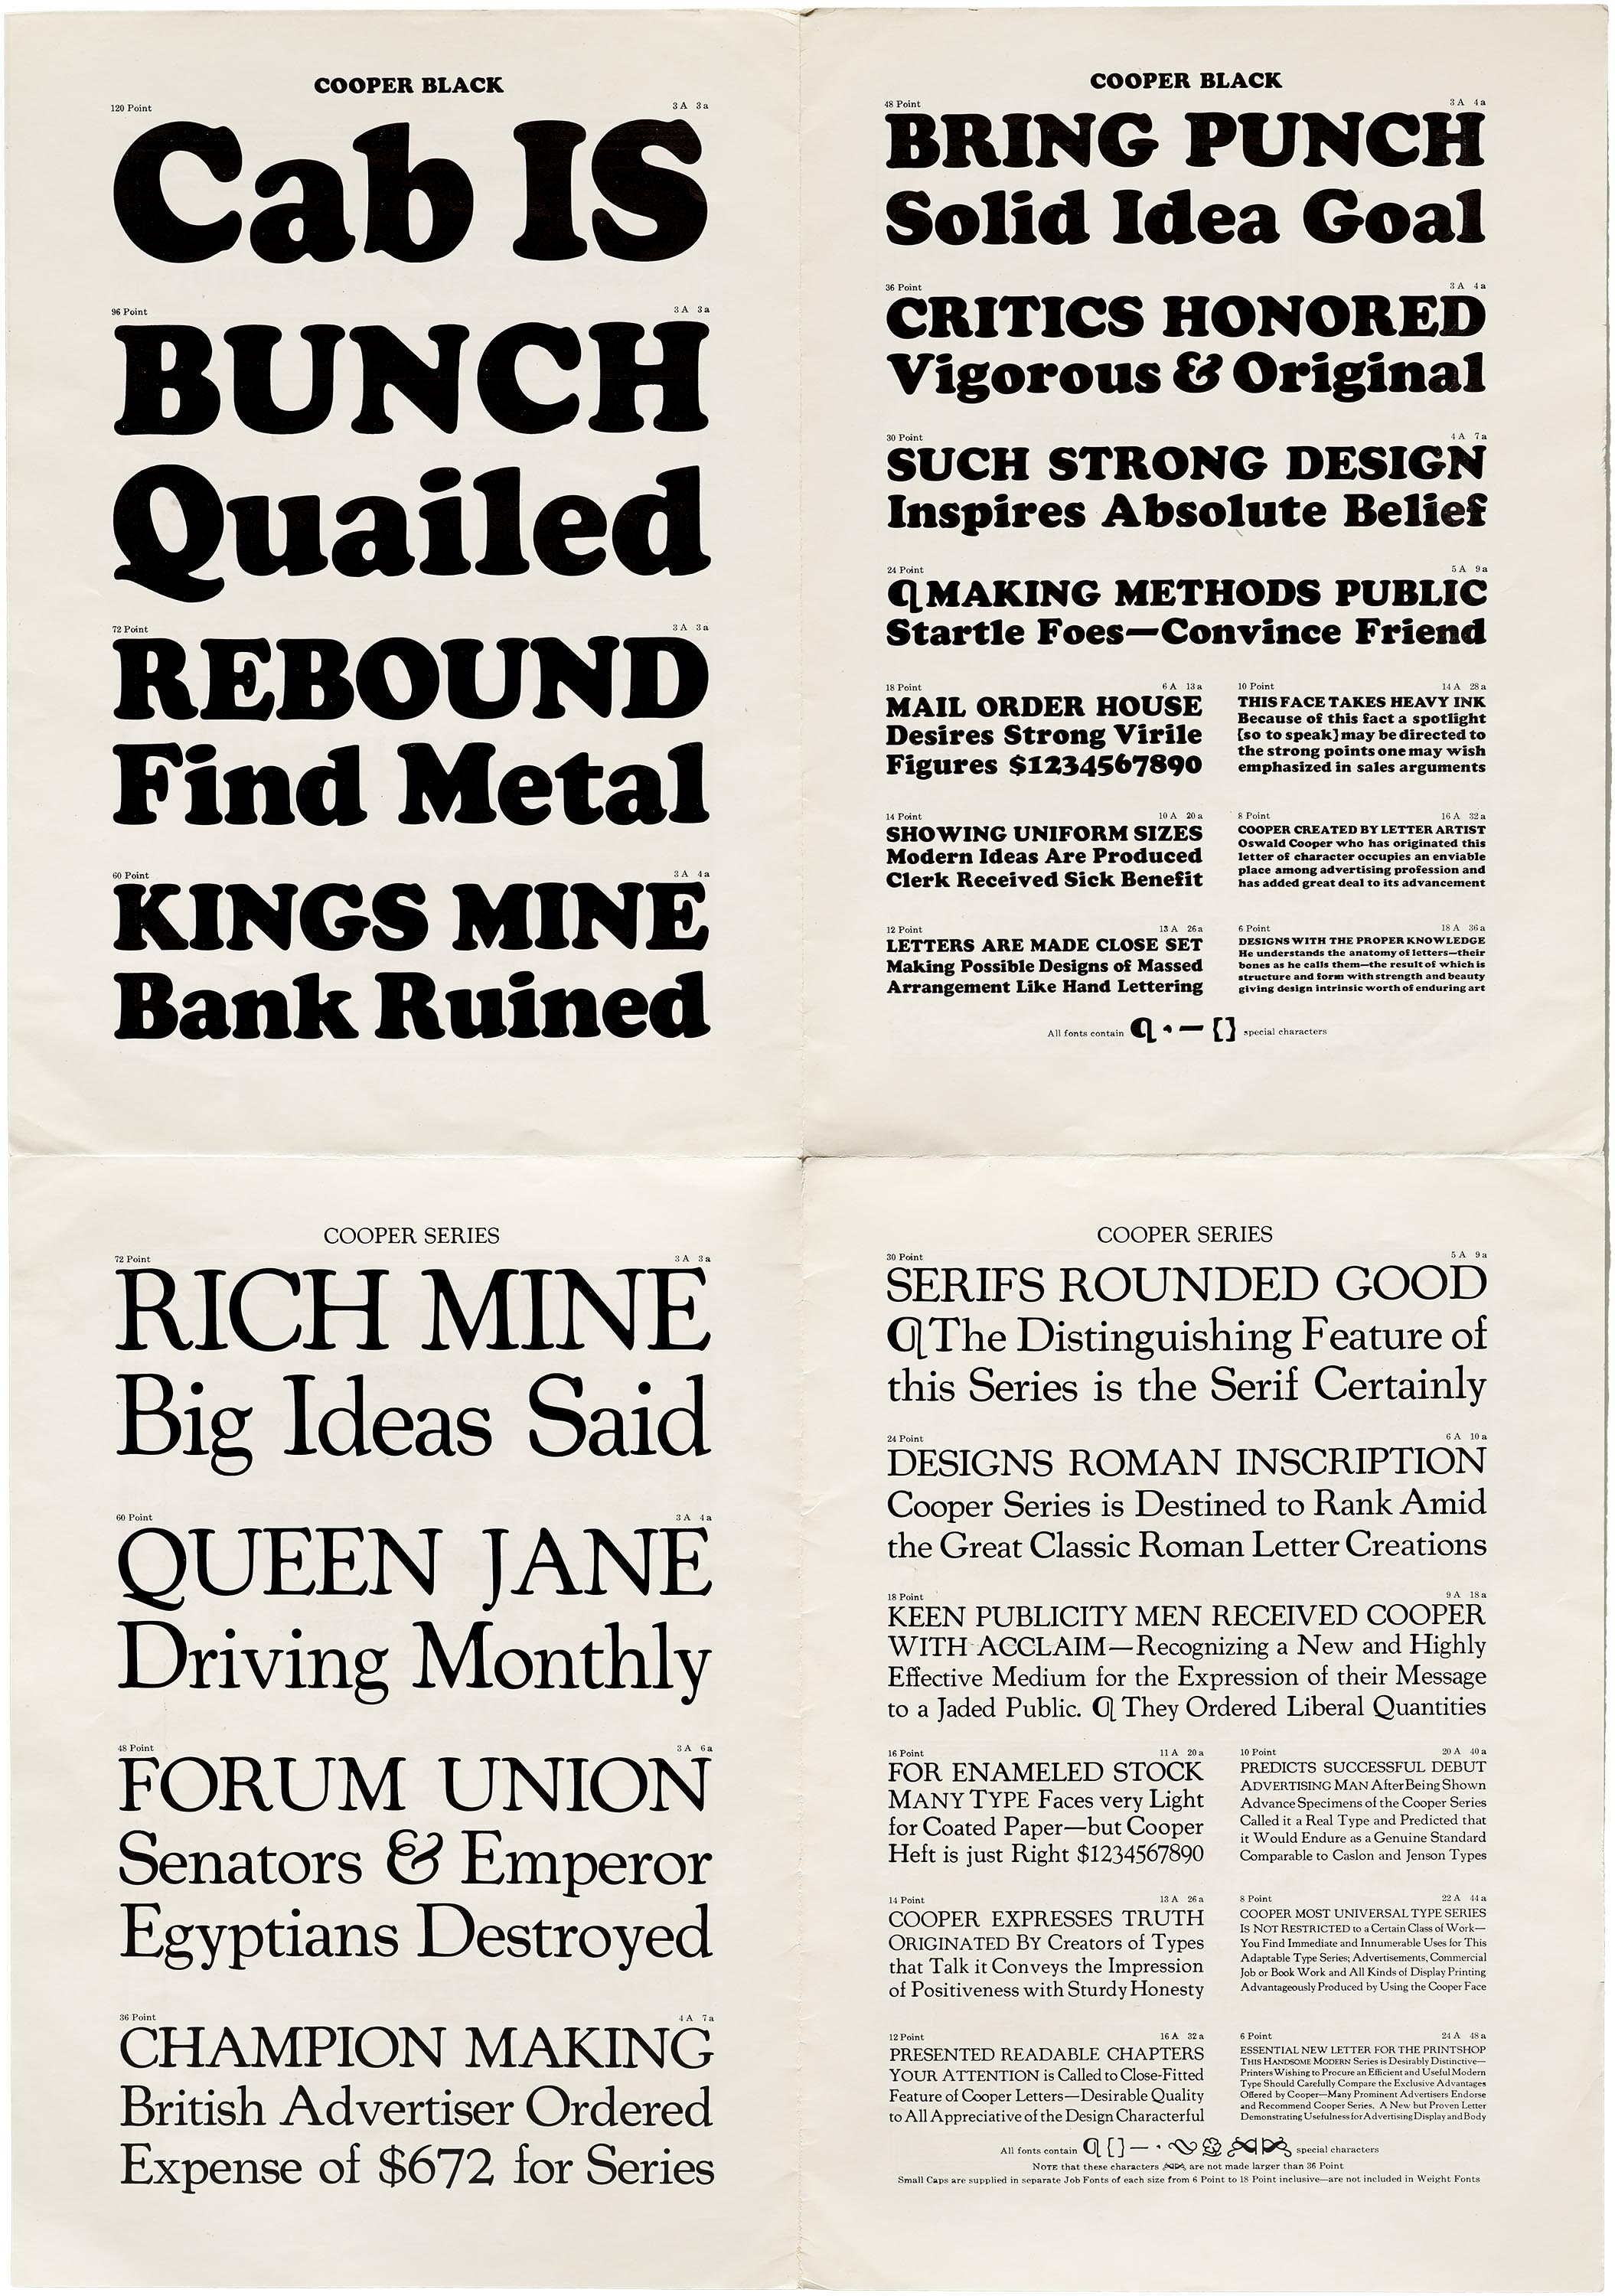 COOPER BLACK
120 Point 3 A 3 a
Cab IS
96 Point 3 A 3 a
BUNCH
Quailed
72 Point 3 A 3 a
REBOUND
Find Metal
60 Point 3 A 4 a
KINGS MINE
Bank Ruined
COOPER BLACK
48 Point 3 A 4 a
BRING PUNCH
Solid Idea Goal
36 Point 3 A 4 a
CRITICS HONORED
Vigorous & Original
30 Point 4 A 7 a
SUCH STRONG DESIGN
Inspires Absolute Belief
24 Point 5 A 9 a
¶ MAKING METHODS PUBLIC
Startle Foes—Convince Friend
18 Point 6 A 13 a
MAIL ORDER HOUSE
Desires Strong Virile
Figures $1234567890
14 Point 10 A 20 a
SHOWING UNIFORM SIZES
Modern Ideas Are Produced
Clerk Received Sick Benefit
12 Point 13 A 26 a
LETTERS ARE MADE CLOSE SET
Making Possible Designs of Massed
Arrangement Like Hand Lettering
10 Point 14 A 28 a
THIS FACE TAKES HEAVY INK
Because of this fact a spotlight
[so to speak] may be directed to
the strong points one may wish
emphasized in sales arguments
8 Point 16 A 32 a
COOPER CREATED BY LETTER ARTIST
Oswald Cooper who has originated this
letter of character occupies an enviable
place among advertising profession and
has added great deal to its advancement
6 Point 18 A 36 a
DESIGNS WITH THE PROPER KNOWLEDGE
He understands the anatomy of letters—their
bones as he calls them—the result of which is
structure and form with strength and beauty
giving design intrinsic worth of enduring art
All fonts contain ¶ · — [ ] special characters
COOPER SERIES
72 Point 3 A 3 a
RICH MINE
Big Ideas Said
60 Point 3 A 4 a
QUEEN JANE
Driving Monthly
48 Point 3 A 6 a
FORUM UNION
Senators & Emperor
Egyptians Destroyed
36 Point 4 A 7 a
CHAMPION MAKING
British Advertiser Ordered
Expense of $672 for Series
COOPER SERIES
30 Point 5 A 9 a
SERIFS ROUNDED GOOD
¶ The Distinguishing Feature of
this Series is the Serif Certainly
24 Point 6 A 10 a
DESIGNS ROMAN INSCRIPTION
Cooper Series is Destined to Rank Amid
the Great Classic Roman Letter Creations
18 Point 9 A 18 a
KEEN PUBLICITY MEN RECEIVED COOPER
WITH ACCLAIM—Recognizing a New and Highly
Effective Medium for the Expression of their Message
to a Jaded Public. ¶ They Ordered Liberal Quantities
16 Point 11 A 20 a
FOR ENAMELED STOCK
MANY TYPE Faces very Light
for Coated Paper—but Cooper
Heft is just Right $1234567890
14 Point 13 A 26 a
COOPER EXPRESSES TRUTH
ORIGINATED BY Creators of Types
that Talk it Conveys the Impression
of Positiveness with Sturdy Honesty
12 Point 16 A 32 a
PRESENTED READABLE CHAPTERS
YOUR ATTENTION is Called to Close-Fitted
Feature of Cooper Letters—Desirable Quality
to All Appreciative of the Design Characterful
10 Point 20 A 40 a
PREDICTS SUCCESSFUL DEBUT
ADVERTISING MAN After Being Shown
Advance Specimens of the Cooper Series
Called it a Real Type and Predicted that
it Would Endure as a Genuine Standard
Comparable to Caslon and Jenson Types
8 Point 22 A 44 a
COOPER MOST UNIVERSAL TYPE SERIES
IS NOT RESTRICTED to a Certain Class of Work—
You Find Immediate and Innumerable Uses for This
Adaptable Type Series; Advertisements, Commercial
Job or Book Work and All Kinds of Display Printing
Advantageously Produced by Using the Cooper Face
6 Point 24 A 48 a
ESSENTIAL NEW LETTER FOR THE PRINTSHOP
THIS HANDSOME MODERN Series is Desirably Distinctive—
Printers Wishing to Procure an Efficient and Useful Modern
Type Should Carefully Compare the Exclusive Advantages
Offered by Cooper—Many Prominent Advertisers Endorse
and Recommend Cooper Series. A New but Proven Letter
Demonstrating Usefulness for Advertising Display and Body
All fonts contain ¶ [ ] — · special characters
NOTE that these characters are not made larger than 36 Point
Small Caps are supplied in separate Job Fonts of each size from 6 Point to 18 Point inclusive—are not included in Weight Fonts